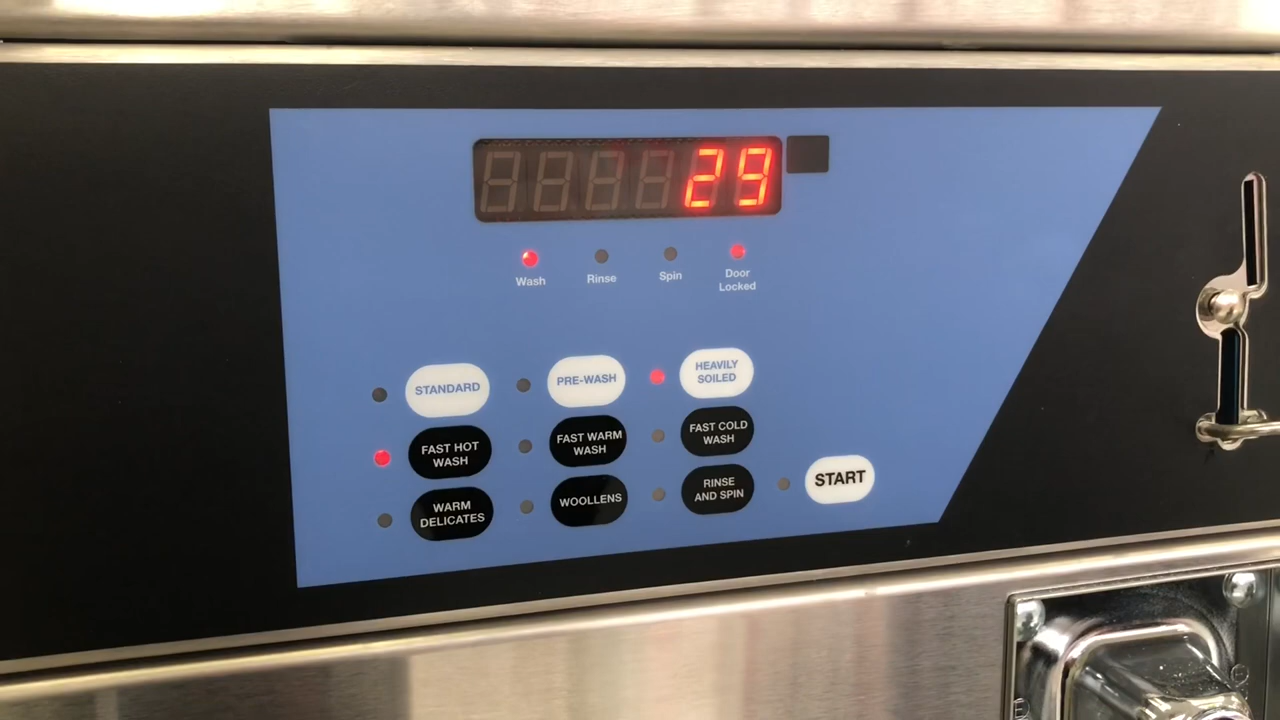 29
Wash
Rinse
Spin
Door
Locked
STANDARD
PRE-WASH
HEAVILY
SOILED
FAST HOT
WASH
FAST WARM
WASH
FAST COLD
WASH
WARM
DELICATES
WOOLLENS
RINSE
AND SPIN
START